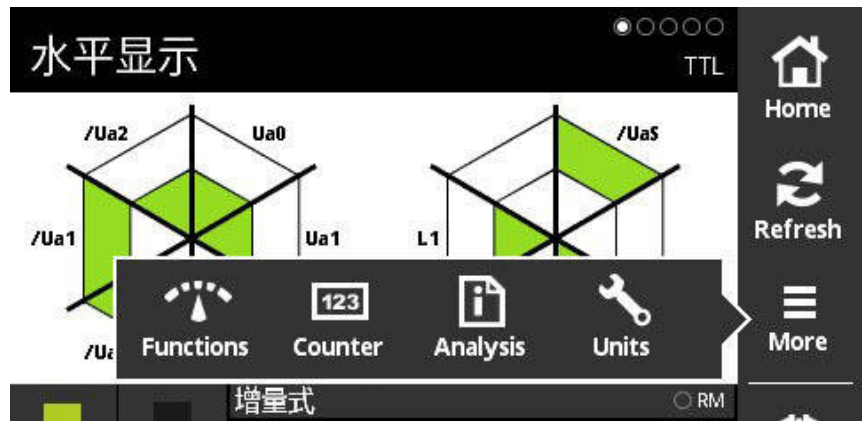 水平显示
TTL
Home
/Ua2
Ua0
/UaS
Refresh
/Ua1
Ua1
L1
Functions
Counter
123
Analysis
Units
More
增量式
RM